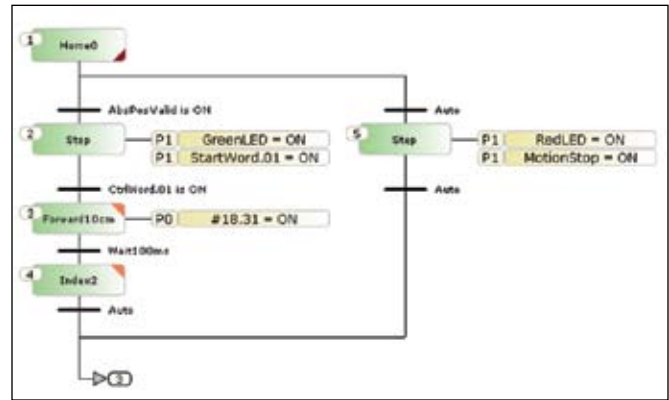 1 Home0
AbsPosValid is ON
Auto
2 Step
P1 GreenLED = ON
P1 StartWord.01 = ON
5 Step
P1 RedLED = ON
P1 MotionStop = ON
CtrlWord.01 is ON
Auto
3 Forward10cm
P0 #18.31 = ON
Wait100ms
4 Index2
Auto